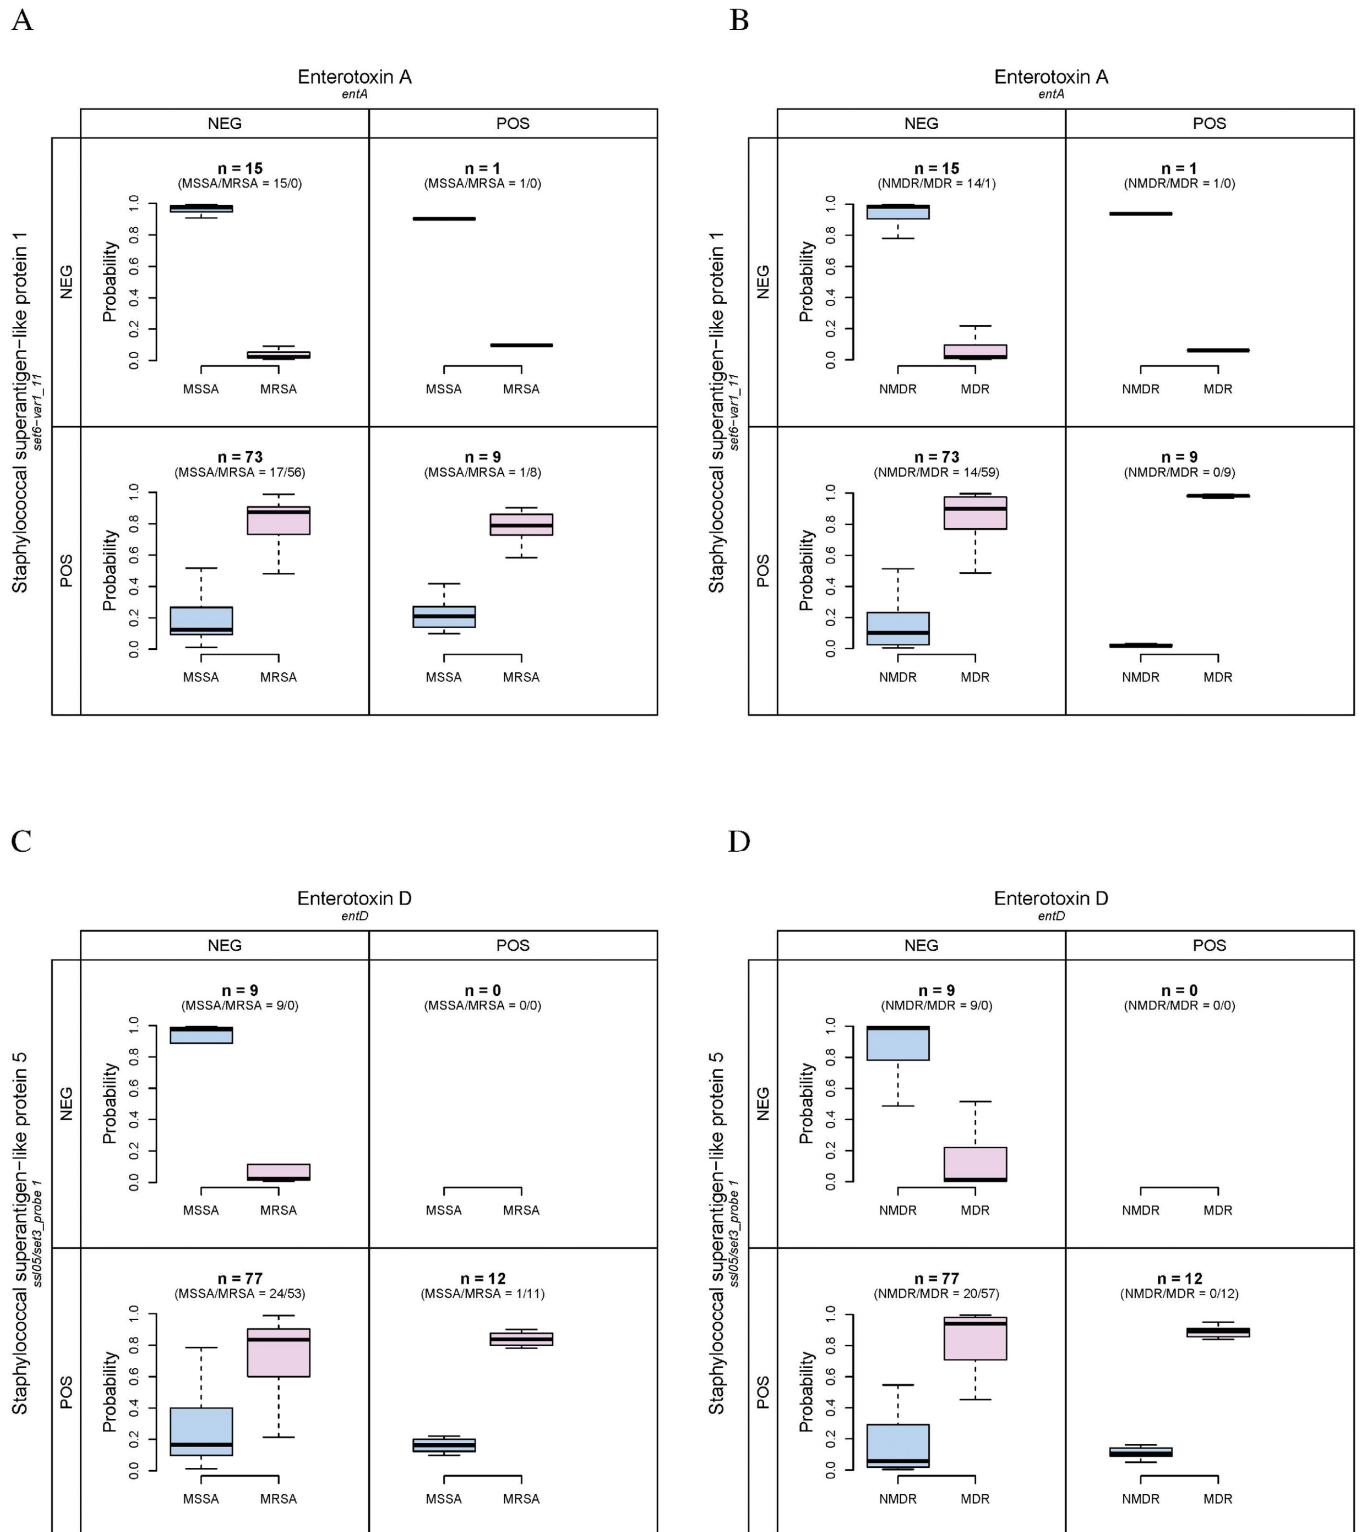 A
Enterotoxin A
entA
NEG
POS
Staphylococcal superantigen−like protein 1
set6−var1_11
NEG
n = 15
(MSSA/MRSA = 15/0)
Probability
1.0
0.8
0.6
0.4
0.2
0.0
MSSA
MRSA
n = 1
(MSSA/MRSA = 1/0)
MSSA
MRSA
POS
n = 73
(MSSA/MRSA = 17/56)
Probability
1.0
0.8
0.6
0.4
0.2
0.0
MSSA
MRSA
n = 9
(MSSA/MRSA = 1/8)
MSSA
MRSA
B
Enterotoxin A
entA
NEG
POS
Staphylococcal superantigen−like protein 1
set6−var1_11
NEG
n = 15
(NMDR/MDR = 14/1)
Probability
1.0
0.8
0.6
0.4
0.2
0.0
NMDR
MDR
n = 1
(NMDR/MDR = 1/0)
NMDR
MDR
POS
n = 73
(NMDR/MDR = 14/59)
Probability
1.0
0.8
0.6
0.4
0.2
0.0
NMDR
MDR
n = 9
(NMDR/MDR = 0/9)
NMDR
MDR
C
Enterotoxin D
entD
NEG
POS
Staphylococcal superantigen−like protein 5
ssl05/set3_probe 1
NEG
n = 9
(MSSA/MRSA = 9/0)
Probability
1.0
0.8
0.6
0.4
0.2
0.0
MSSA
MRSA
n = 0
(MSSA/MRSA = 0/0)
MSSA
MRSA
POS
n = 77
(MSSA/MRSA = 24/53)
Probability
1.0
0.8
0.6
0.4
0.2
0.0
MSSA
MRSA
n = 12
(MSSA/MRSA = 1/11)
MSSA
MRSA
D
Enterotoxin D
entD
NEG
POS
Staphylococcal superantigen−like protein 5
ssl05/set3_probe 1
NEG
n = 9
(NMDR/MDR = 9/0)
Probability
1.0
0.8
0.6
0.4
0.2
0.0
NMDR
MDR
n = 0
(NMDR/MDR = 0/0)
NMDR
MDR
POS
n = 77
(NMDR/MDR = 20/57)
Probability
1.0
0.8
0.6
0.4
0.2
0.0
NMDR
MDR
n = 12
(NMDR/MDR = 0/12)
NMDR
MDR